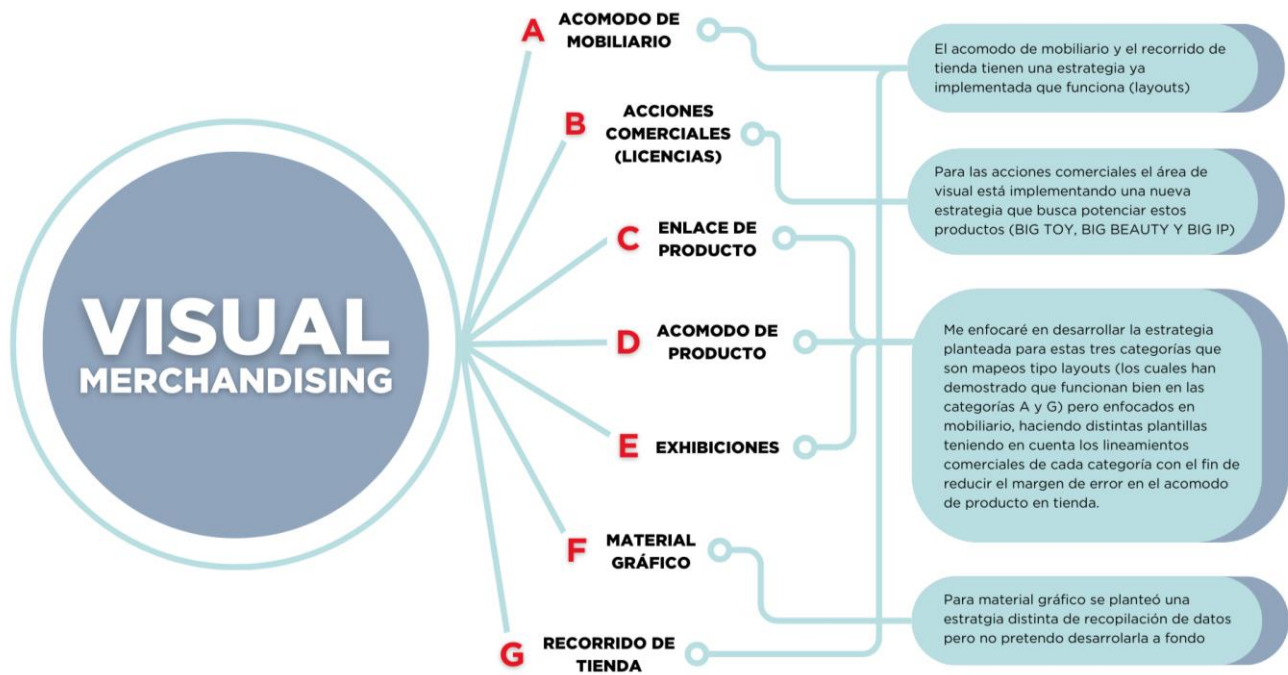 VISUAL
MERCHANDISING
A
ACOMODO DE
MOBILIARIO
B
ACCIONES
COMERCIALES
(LICENCIAS)
C
ENLACE DE
PRODUCTO
D
ACOMODO DE
PRODUCTO
E
EXHIBICIONES
F
MATERIAL
GRÁFICO
G
RECORRIDO DE
TIENDA
El acomodo de mobiliario y el recorrido de
tienda tienen una estrategia ya
implementada que funciona (layouts)
Para las acciones comerciales el área de
visual está implementando una nueva
estrategia que busca potenciar estos
productos (BIG TOY, BIG BEAUTY Y BIG IP)
Me enfocaré en desarrollar la estrategia
planteada para estas tres categorías que
son mapeos tipo layouts (los cuales han
demostrado que funcionan bien en las
categorías A y G) pero enfocados en
mobiliario, haciendo distintas plantillas
teniendo en cuenta los lineamientos
comerciales de cada categoría con el fin de
reducir el margen de error en el acomodo
de producto en tienda.
Para material gráfico se planteó una
estratgia distinta de recopilación de datos
pero no pretendo desarrolarla a fondo